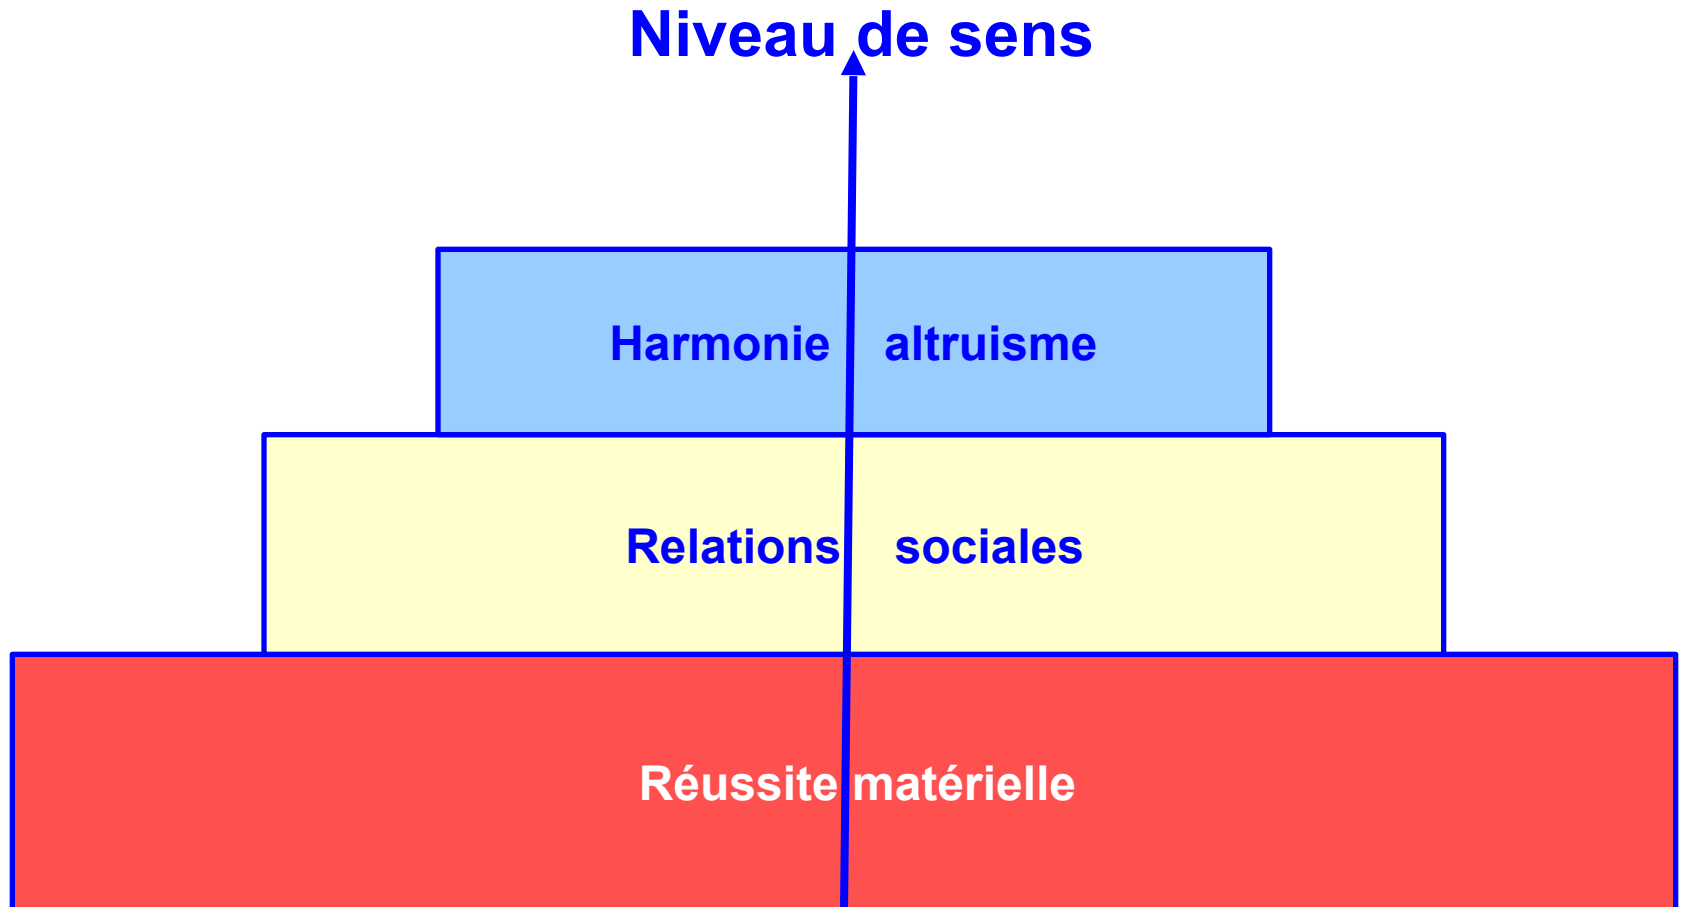 Niveau de sens
Harmonie altruisme
Relations sociales
Réussite matérielle